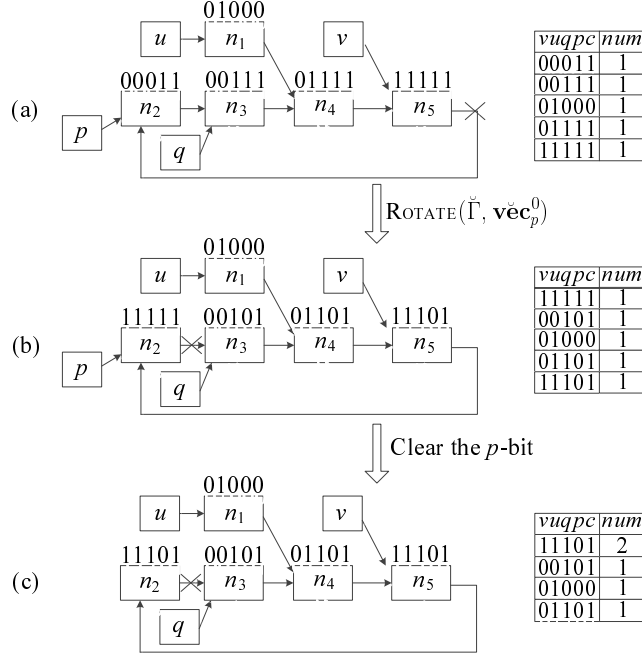 01000
u n₁ v
00011 00111 01111 11111
(a) n₂ n₃ n₄ n₅
p q
vuqpc num
00011 1
00111 1
01000 1
01111 1
11111 1
ROTATE(Γ̆, vĕc⁰ₚ)
01000
u n₁ v
11111 00101 01101 11101
(b) n₂ n₃ n₄ n₅
p q
vuqpc num
11111 1
00101 1
01000 1
01101 1
11101 1
Clear the p-bit
01000
u n₁ v
11101 00101 01101 11101
(c) n₂ n₃ n₄ n₅
q
vuqpc num
11101 2
00101 1
01000 1
01101 1